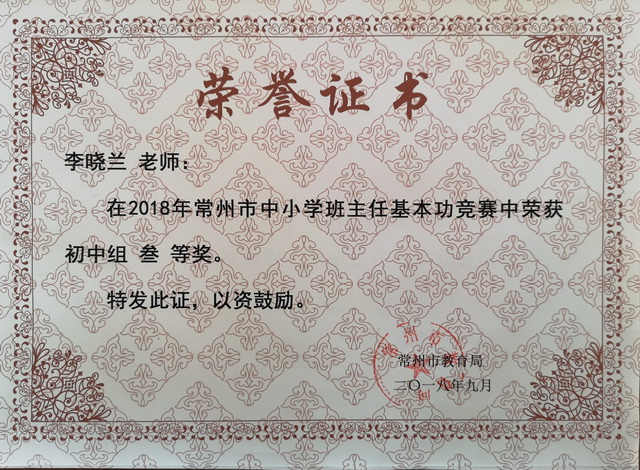 荣誉证书
李晓兰 老师：
在2018年常州市中小学班主任基本功竞赛中荣获
初中组 叁 等奖。
特发此证，以资鼓励。
常州市教育局
二〇一八年九月